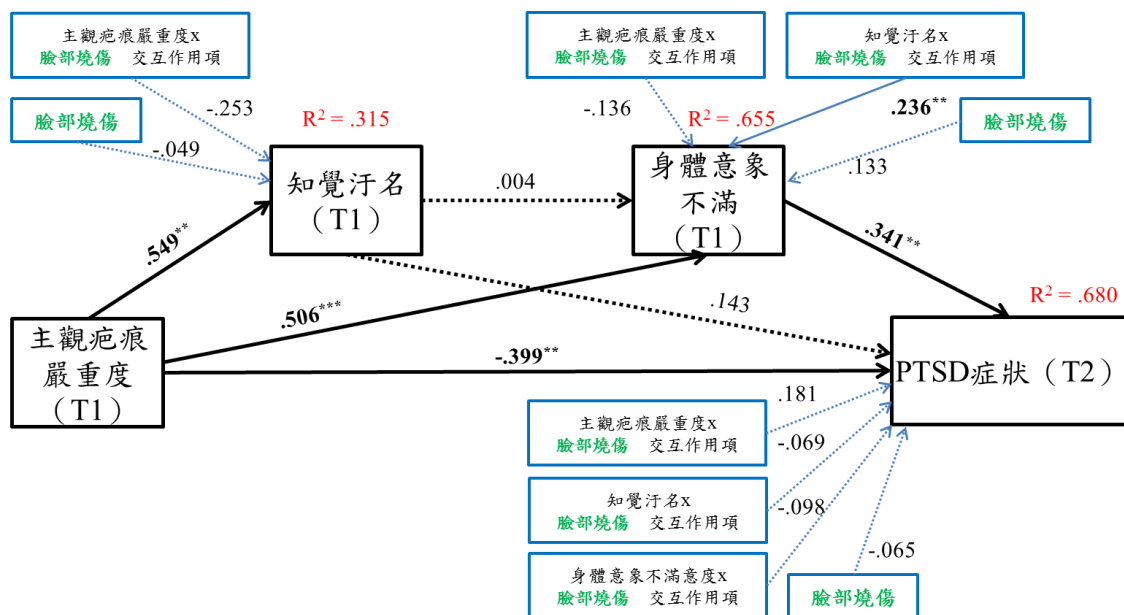 主觀疤痕嚴重度x
臉部燒傷 交互作用項
主觀疤痕嚴重度x
臉部燒傷 交互作用項
知覺汙名x
臉部燒傷 交互作用項
-.253
-.136
.236**
臉部燒傷
R² = .315
R² = .655
臉部燒傷
-.049
.133
知覺汙名
（T1）
.004
身體意象
不滿
（T1）
.549**
.341**
.506***
.143
R² = .680
主觀疤痕
嚴重度
（T1）
-.399**
PTSD症狀（T2）
.181
主觀疤痕嚴重度x
臉部燒傷 交互作用項
-.069
知覺汙名x
臉部燒傷 交互作用項
-.098
-.065
身體意象不滿意度x
臉部燒傷 交互作用項
臉部燒傷